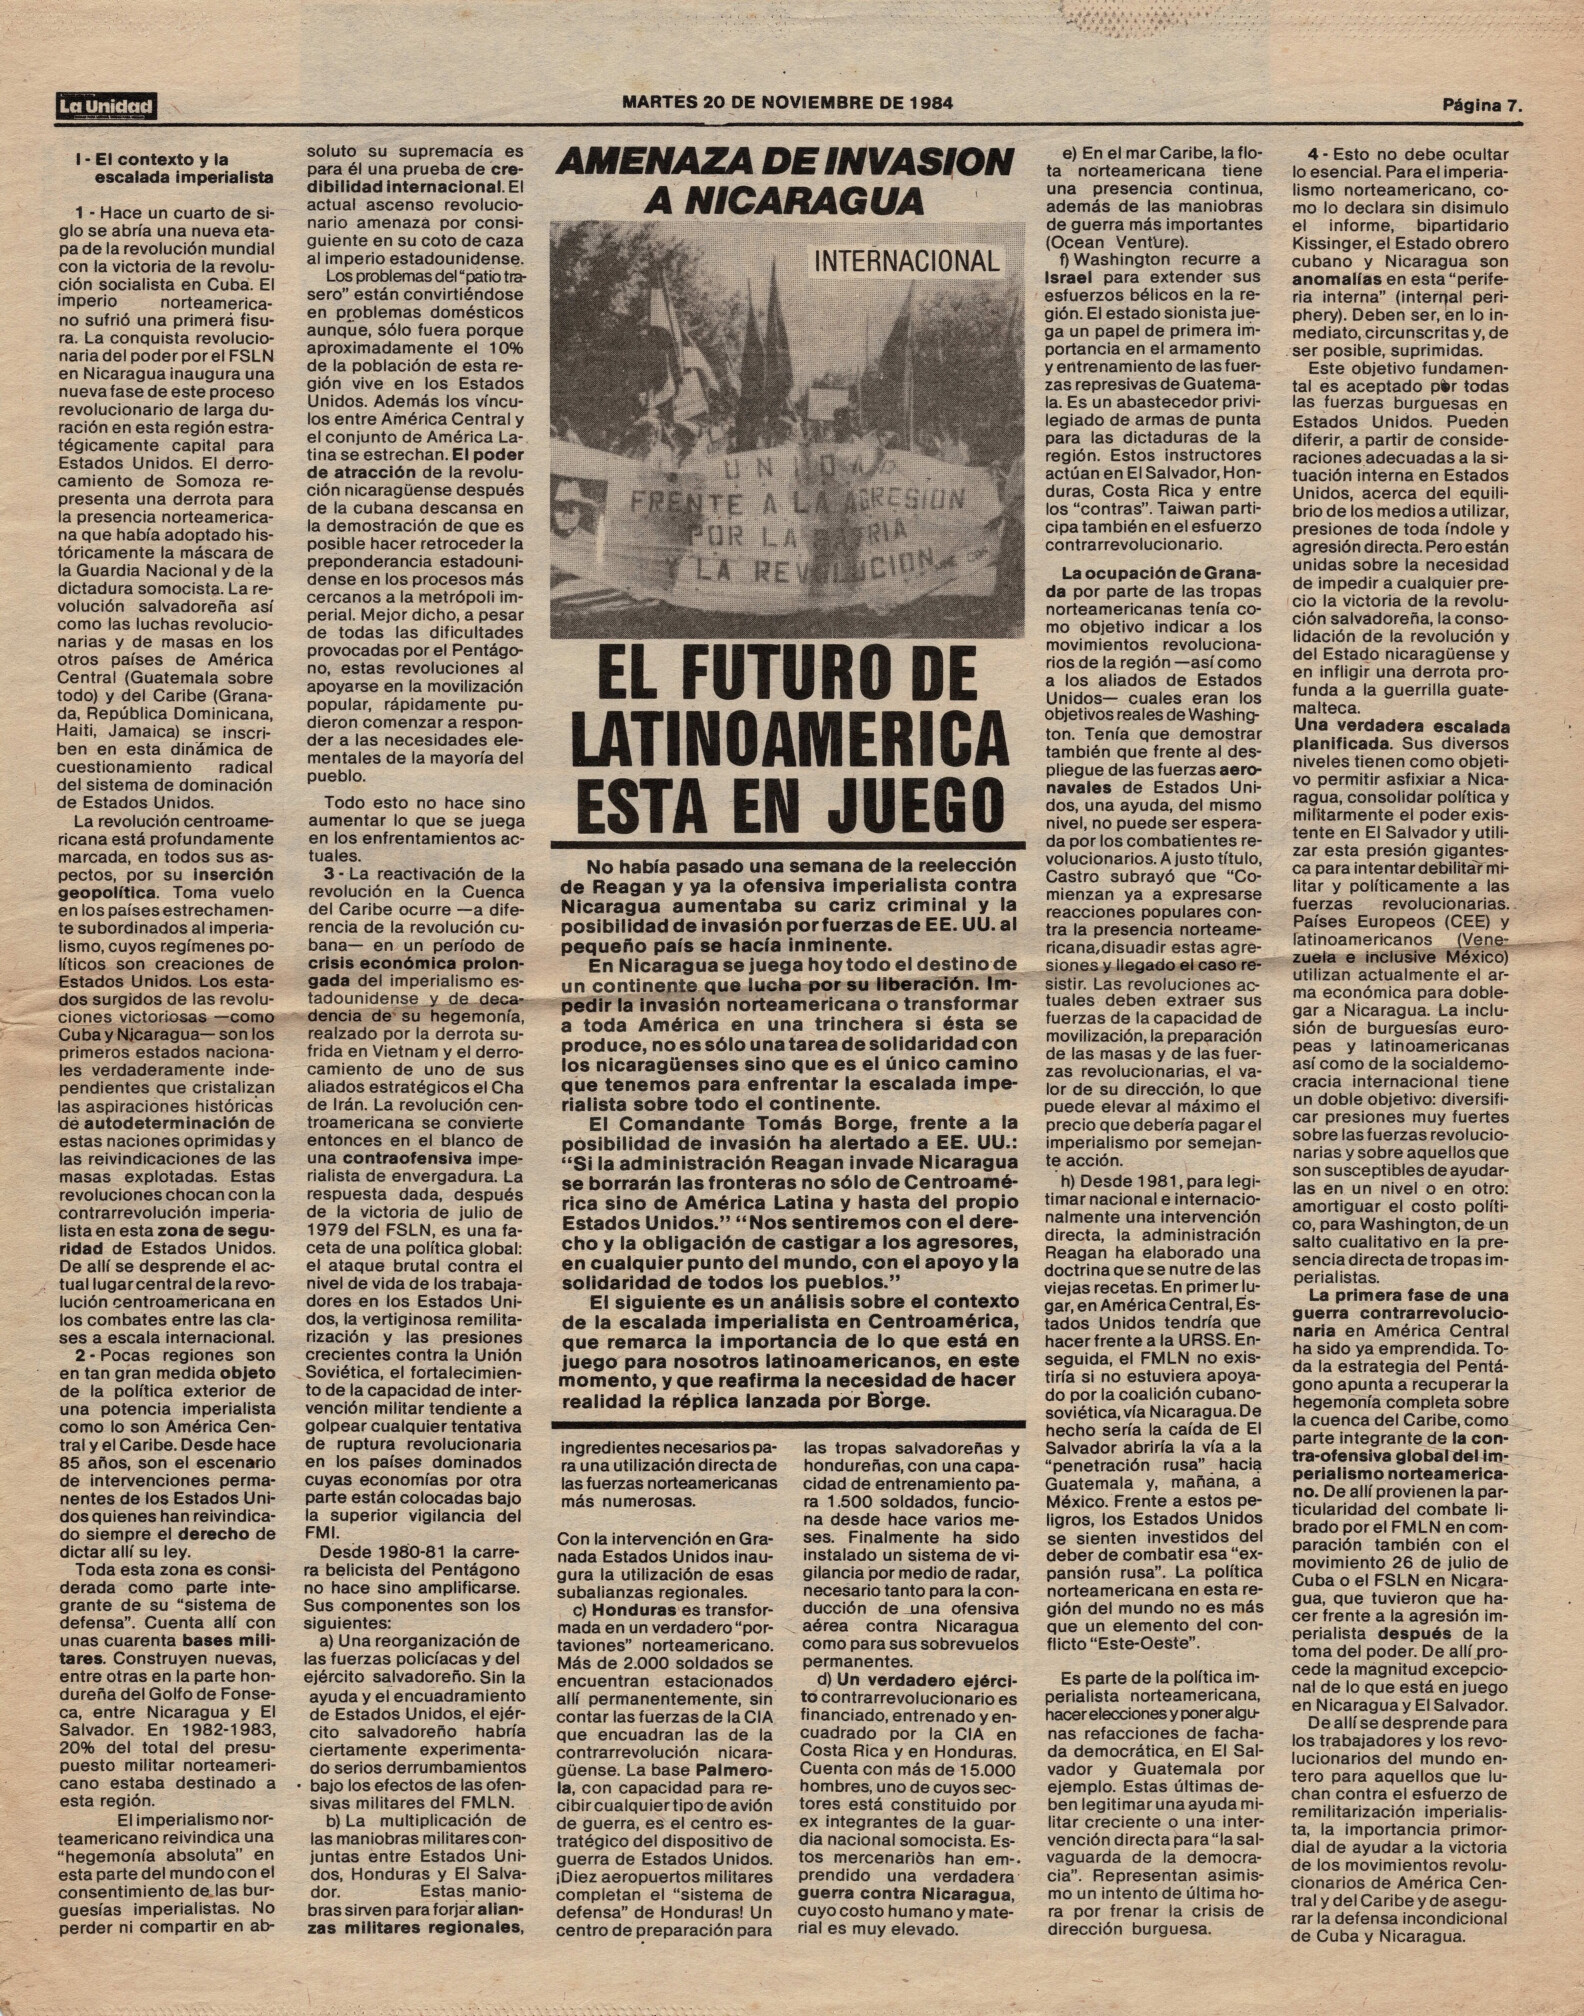 La Unidad
MARTES 20 DE NOVIEMBRE DE 1984
Página 7.
I - El contexto y la
escalada imperialista
1 - Hace un cuarto de si-
glo se abría una nueva eta-
pa de la revolución mundial
con la victoria de la revolu-
ción socialista en Cuba. El
imperio norteamerica-
no sufrió una primera fisu-
ra. La conquista revolucio-
naria del poder por el FSLN
en Nicaragua inaugura una
nueva fase de este proceso
revolucionario de larga du-
ración en esta región estra-
tégicamente capital para
Estados Unidos. El derro-
camiento de Somoza re-
presenta una derrota para
la presencia norteamerica-
na que había adoptado his-
tóricamente la máscara de
la Guardia Nacional y de la
dictadura somocista. La re-
volución salvadoreña así
como las luchas revolucio-
narias y de masas en los
otros países de América
Central (Guatemala sobre
todo) y del Caribe (Grana-
da, República Dominicana,
Haití, Jamaica) se inscri-
ben en esta dinámica de
cuestionamiento radical
del sistema de dominación
de Estados Unidos.
La revolución centroame-
ricana está profundamente
marcada, en todos sus as-
pectos, por su inserción
geopolítica. Toma vuelo
en los países estrechamen-
te subordinados al imperia-
lismo, cuyos regímenes po-
líticos son creaciones de
Estados Unidos. Los esta-
dos surgidos de las revolu-
ciones victoriosas —como
Cuba y Nicaragua— son los
primeros estados naciona-
les verdaderamente inde-
pendientes que cristalizan
las aspiraciones históricas
de autodeterminación de
estas naciones oprimidas y
las reivindicaciones de las
masas explotadas. Estas
revoluciones chocan con la
contrarrevolución imperia-
lista en esta zona de segu-
ridad de Estados Unidos.
De allí se desprende el ac-
tual lugar central de la revo-
lución centroamericana en
los combates entre las cla-
ses a escala internacional.
2 - Pocas regiones son
en tan gran medida objeto
de la política exterior de
una potencia imperialista
como lo son América Cen-
tral y el Caribe. Desde hace
85 años, son el escenario
de intervenciones perma-
nentes de los Estados Uni-
dos quienes han reivindica-
do siempre el derecho de
dictar allí su ley.
Toda esta zona es consi-
derada como parte inte-
grante de su "sistema de
defensa". Cuenta allí con
unas cuarenta bases mili-
tares. Construyen nuevas,
entre otras en la parte hon-
dureña del Golfo de Fonse-
ca, entre Nicaragua y El
Salvador. En 1982-1983,
20% del total del presu-
puesto militar norteameri-
cano estaba destinado a
esta región.
El imperialismo nor-
teamericano reivindica una
"hegemonía absoluta" en
esta parte del mundo con el
consentimiento de las bur-
guesías imperialistas. No
perder ni compartir en ab-
soluto su supremacía es
para él una prueba de cre-
dibilidad internacional. El
actual ascenso revolucio-
nario amenaza por consi-
guiente en su coto de caza
al imperio estadounidense.
Los problemas del "patio tra-
sero" están convirtiéndose
en problemas domésticos
aunque, sólo fuera porque
aproximadamente el 10%
de la población de esta re-
gión vive en los Estados
Unidos. Además los víncu-
los entre América Central y
el conjunto de América La-
tina se estrechan. El poder
de atracción de la revolu-
ción nicaragüense después
de la cubana descansa en
la demostración de que es
posible hacer retroceder la
preponderancia estadouni-
dense en los procesos más
cercanos a la metrópoli im-
perial. Mejor dicho, a pesar
de todas las dificultades
provocadas por el Pentágo-
no, estas revoluciones al
apoyarse en la movilización
popular, rápidamente pu-
dieron comenzar a respon-
der a las necesidades ele-
mentales de la mayoría del
pueblo.
Todo esto no hace sino
aumentar lo que se juega
en los enfrentamientos ac-
tuales.
3 - La reactivación de la
revolución en la Cuenca
del Caribe ocurre —a dife-
rencia de la revolución cu-
bana— en un período de
crisis económica prolon-
gada del imperialismo es-
tadounidense y de deca-
dencia de su hegemonía,
realzado por la derrota su-
frida en Vietnam y el derro-
camiento de uno de sus
aliados estratégicos el Cha
de Irán. La revolución cen-
troamericana se convierte
entonces en el blanco de
una contraofensiva impe-
rialista de envergadura. La
respuesta dada, después
de la victoria de julio de
1979 del FSLN, es una fa-
ceta de una política global:
el ataque brutal contra el
nivel de vida de los trabaja-
dores en los Estados Uni-
dos, la vertiginosa remilita-
rización y las presiones
crecientes contra la Unión
Soviética, el fortalecimien-
to de la capacidad de inter-
vención militar tendiente a
golpear cualquier tentativa
de ruptura revolucionaria
en los países dominados
cuyas economías por otra
parte están colocadas bajo
la superior vigilancia del
FMI.
Desde 1980-81 la carre-
ra belicista del Pentágono
no hace sino amplificarse.
Sus componentes son los
siguientes:
a) Una reorganización de
las fuerzas policíacas y del
ejército salvadoreño. Sin la
ayuda y el encuadramiento
de Estados Unidos, el ejér-
cito salvadoreño habría
ciertamente experimenta-
do serios derrumbamientos
bajo los efectos de las ofen-
sivas militares del FMLN.
b) La multiplicación de
las maniobras militares con-
juntas entre Estados Uni-
dos, Honduras y El Salva-
dor. Estas manio-
bras sirven para forjar alian-
zas militares regionales,
AMENAZA DE INVASION
A NICARAGUA
INTERNACIONAL
UNIDAD
FRENTE A LA AGRESION
POR LA PATRIA
Y LA REVOLUCION
EL FUTURO DE
LATINOAMERICA
ESTA EN JUEGO
No había pasado una semana de la reelección
de Reagan y ya la ofensiva imperialista contra
Nicaragua aumentaba su cariz criminal y la
posibilidad de invasión por fuerzas de EE. UU. al
pequeño país se hacía inminente.
En Nicaragua se juega hoy todo el destino de
un continente que lucha por su liberación. Im-
pedir la invasión norteamericana o transformar
a toda América en una trinchera si ésta se
produce, no es sólo una tarea de solidaridad con
los nicaragüenses sino que es el único camino
que tenemos para enfrentar la escalada impe-
rialista sobre todo el continente.
El Comandante Tomás Borge, frente a la
posibilidad de invasión ha alertado a EE. UU.:
"Si la administración Reagan invade Nicaragua
se borrarán las fronteras no sólo de Centroamé-
rica sino de América Latina y hasta del propio
Estados Unidos." "Nos sentiremos con el dere-
cho y la obligación de castigar a los agresores,
en cualquier punto del mundo, con el apoyo y la
solidaridad de todos los pueblos."
El siguiente es un análisis sobre el contexto
de la escalada imperialista en Centroamérica,
que remarca la importancia de lo que está en
juego para nosotros latinoamericanos, en este
momento, y que reafirma la necesidad de hacer
realidad la réplica lanzada por Borge.
ingredientes necesarios pa-
ra una utilización directa de
las fuerzas norteamericanas
más numerosas.
Con la intervención en Gra-
nada Estados Unidos inau-
gura la utilización de esas
subalianzas regionales.
c) Honduras es transfor-
mada en un verdadero "por-
taviones" norteamericano.
Más de 2.000 soldados se
encuentran estacionados
allí permanentemente, sin
contar las fuerzas de la CIA
que encuadran las de la
contrarrevolución nicara-
güense. La base Palmero-
la, con capacidad para re-
cibir cualquier tipo de avión
de guerra, es el centro es-
tratégico del dispositivo de
guerra de Estados Unidos.
¡Diez aeropuertos militares
completan el "sistema de
defensa" de Honduras! Un
centro de preparación para
las tropas salvadoreñas y
hondureñas, con una capa-
cidad de entrenamiento pa-
ra 1.500 soldados, funcio-
na desde hace varios me-
ses. Finalmente ha sido
instalado un sistema de vi-
gilancia por medio de radar,
necesario tanto para la con-
ducción de una ofensiva
aérea contra Nicaragua
como para sus sobrevuelos
permanentes.
d) Un verdadero ejérci-
to contrarrevolucionario es
financiado, entrenado y en-
cuadrado por la CIA en
Costa Rica y en Honduras.
Cuenta con más de 15.000
hombres, uno de cuyos sec-
tores está constituido por
ex integrantes de la guar-
dia nacional somocista. Es-
tos mercenarios han em-
prendido una verdadera
guerra contra Nicaragua,
cuyo costo humano y mate-
rial es muy elevado.
e) En el mar Caribe, la flo-
ta norteamericana tiene
una presencia continua,
además de las maniobras
de guerra más importantes
(Ocean Venture).
f) Washington recurre a
Israel para extender sus
esfuerzos bélicos en la re-
gión. El estado sionista jue-
ga un papel de primera im-
portancia en el armamento
y entrenamiento de las fuer-
zas represivas de Guatema-
la. Es un abastecedor privi-
legiado de armas de punta
para las dictaduras de la
región. Estos instructores
actúan en El Salvador, Hon-
duras, Costa Rica y entre
los "contras". Taiwan parti-
cipa también en el esfuerzo
contrarrevolucionario.
La ocupación de Grana-
da por parte de las tropas
norteamericanas tenía co-
mo objetivo indicar a los
movimientos revoluciona-
rios de la región —así como
a los aliados de Estados
Unidos— cuales eran los
objetivos reales de Washing-
ton. Tenía que demostrar
también que frente al des-
pliegue de las fuerzas aero-
navales de Estados Uni-
dos, una ayuda, del mismo
nivel, no puede ser espera-
da por los combatientes re-
volucionarios. A justo título,
Castro subrayó que "Co-
mienzan ya a expresarse
reacciones populares con-
tra la presencia norteame-
ricana,disuadir estas agre-
siones y llegado el caso re-
sistir. Las revoluciones ac-
tuales deben extraer sus
fuerzas de la capacidad de
movilización, la preparación
de las masas y de las fuer-
zas revolucionarias, el va-
lor de su dirección, lo que
puede elevar al máximo el
precio que debería pagar el
imperialismo por semejan-
te acción.
h) Desde 1981, para legi-
timar nacional e internacio-
nalmente una intervención
directa, la administración
Reagan ha elaborado una
doctrina que se nutre de las
viejas recetas. En primer lu-
gar, en América Central, Es-
tados Unidos tendría que
hacer frente a la URSS. En-
seguida, el FMLN no exis-
tiría si no estuviera apoya-
do por la coalición cubano-
soviética, vía Nicaragua. De
hecho sería la caída de El
Salvador abriría la vía a la
"penetración rusa" hacia
Guatemala y, mañana, a
México. Frente a estos pe-
ligros, los Estados Unidos
se sienten investidos del
deber de combatir esa "ex-
pansión rusa". La política
norteamericana en esta re-
gión del mundo no es más
que un elemento del con-
flicto "Este-Oeste".
Es parte de la política im-
perialista norteamericana,
hacer elecciones y poner algu-
nas refacciones de facha-
da democrática, en El Sal-
vador y Guatemala por
ejemplo. Estas últimas de-
ben legitimar una ayuda mi-
litar creciente o una inter-
vención directa para "la sal-
vaguarda de la democra-
cia". Representan asimis-
mo un intento de última ho-
ra por frenar la crisis de
dirección burguesa.
4 - Esto no debe ocultar
lo esencial. Para el imperia-
lismo norteamericano, co-
mo lo declara sin disimulo
el informe, bipartidario
Kissinger, el Estado obrero
cubano y Nicaragua son
anomalías en esta "perife-
ria interna" (internal peri-
phery). Deben ser, en lo in-
mediato, circunscritas y, de
ser posible, suprimidas.
Este objetivo fundamen-
tal es aceptado por todas
las fuerzas burguesas en
Estados Unidos. Pueden
diferir, a partir de conside-
raciones adecuadas a la si-
tuación interna en Estados
Unidos, acerca del equili-
brio de los medios a utilizar,
presiones de toda índole y
agresión directa. Pero están
unidas sobre la necesidad
de impedir a cualquier pre-
cio la victoria de la revolu-
ción salvadoreña, la conso-
lidación de la revolución y
del Estado nicaragüense y
en infligir una derrota pro-
funda a la guerrilla guate-
malteca.
Una verdadera escalada
planificada. Sus diversos
niveles tienen como objeti-
vo permitir asfixiar a Nica-
ragua, consolidar política y
militarmente el poder exis-
tente en El Salvador y utili-
zar esta presión gigantes-
ca para intentar debilitar mi-
litar y políticamente a las
fuerzas revolucionarias.
Países Europeos (CEE) y
latinoamericanos (Vene-
zuela e inclusive México)
utilizan actualmente el ar-
ma económica para doble-
gar a Nicaragua. La inclu-
sión de burguesías euro-
peas y latinoamericanas
así como de la socialdemo-
cracia internacional tiene
un doble objetivo: diversifi-
car presiones muy fuertes
sobre las fuerzas revolucio-
narias y sobre aquellos que
son susceptibles de ayudar-
las en un nivel o en otro:
amortiguar el costo políti-
co, para Washington, de un
salto cualitativo en la pre-
sencia directa de tropas im-
perialistas.
La primera fase de una
guerra contrarrevolucio-
naria en América Central
ha sido ya emprendida. To-
da la estrategia del Pentá-
gono apunta a recuperar la
hegemonía completa sobre
la cuenca del Caribe, como
parte integrante de la con-
tra-ofensiva global del im-
perialismo norteamerica-
no. De allí provienen la par-
ticularidad del combate li-
brado por el FMLN en com-
paración también con el
movimiento 26 de julio de
Cuba o el FSLN en Nicara-
gua, que tuvieron que ha-
cer frente a la agresión im-
perialista después de la
toma del poder. De allí pro-
cede la magnitud excepcio-
nal de lo que está en juego
en Nicaragua y El Salvador.
De allí se desprende para
los trabajadores y los revo-
lucionarios del mundo en-
tero para aquellos que lu-
chan contra el esfuerzo de
remilitarización imperialis-
ta, la importancia primor-
dial de ayudar a la victoria
de los movimientos revolu-
cionarios de América Cen-
tral y del Caribe y de asegu-
rar la defensa incondicional
de Cuba y Nicaragua.